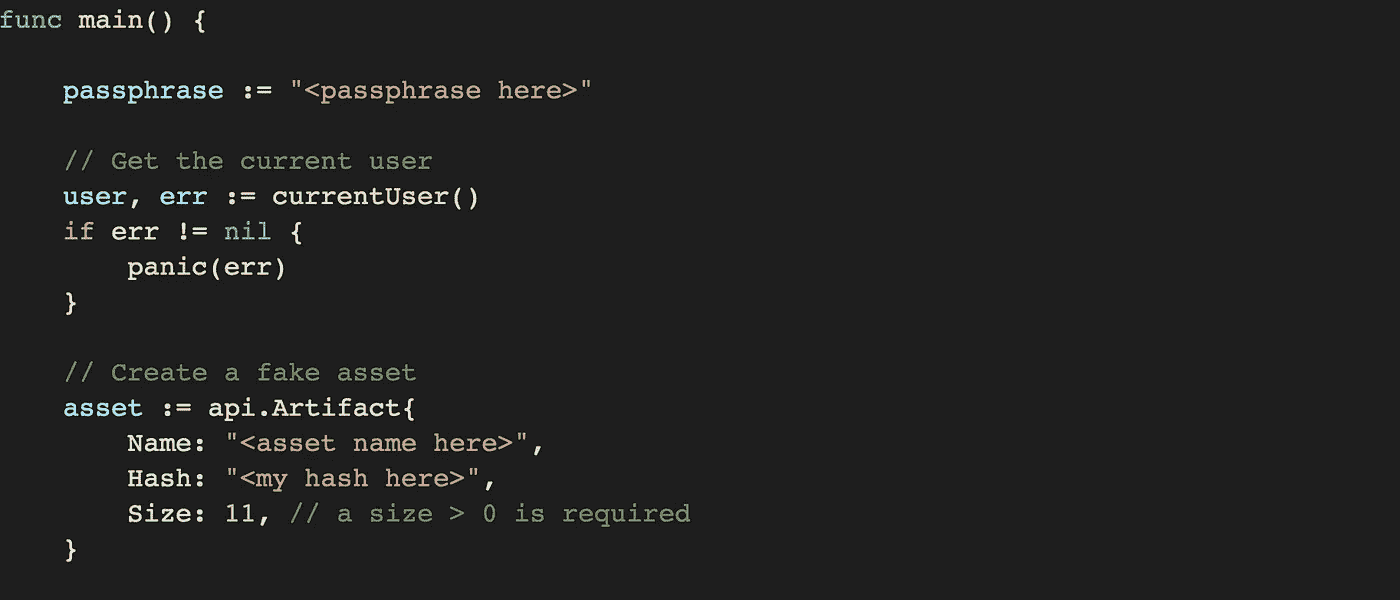 func main() {
    passphrase := "<passphrase here>"
    // Get the current user
    user, err := currentUser()
    if err != nil {
        panic(err)
    }
    // Create a fake asset
    asset := api.Artifact{
        Name: "<asset name here>",
        Hash: "<my hash here>",
        Size: 11, // a size > 0 is required
    }